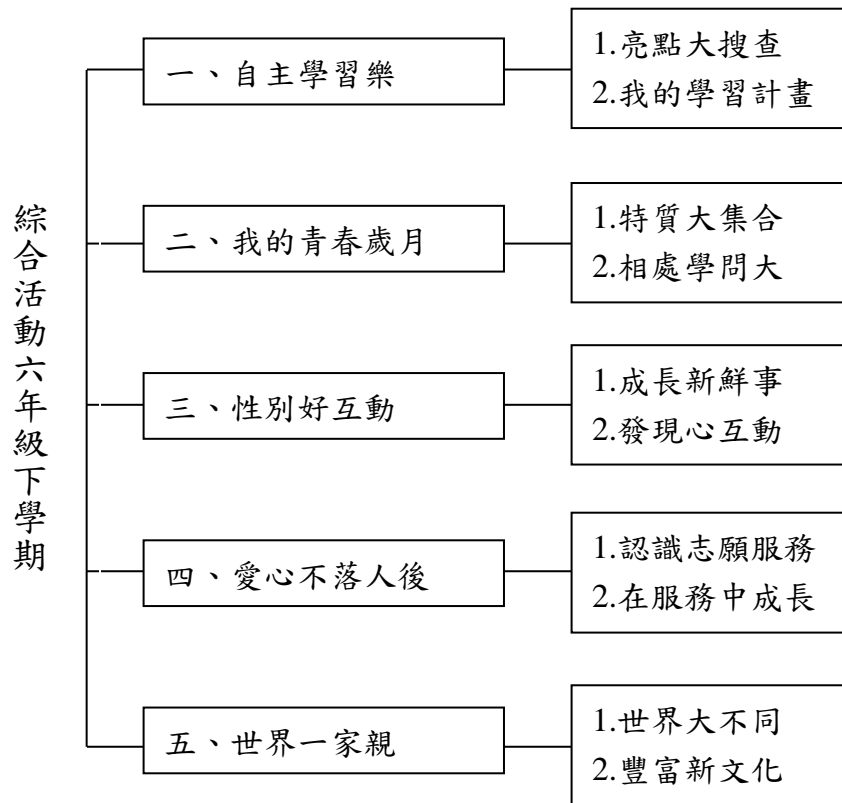 綜合活動六年級下學期
一、自主學習樂
1.亮點大搜查
2.我的學習計畫
二、我的青春歲月
1.特質大集合
2.相處學問大
三、性別好互動
1.成長新鮮事
2.發現心互動
四、愛心不落人後
1.認識志願服務
2.在服務中成長
五、世界一家親
1.世界大不同
2.豐富新文化